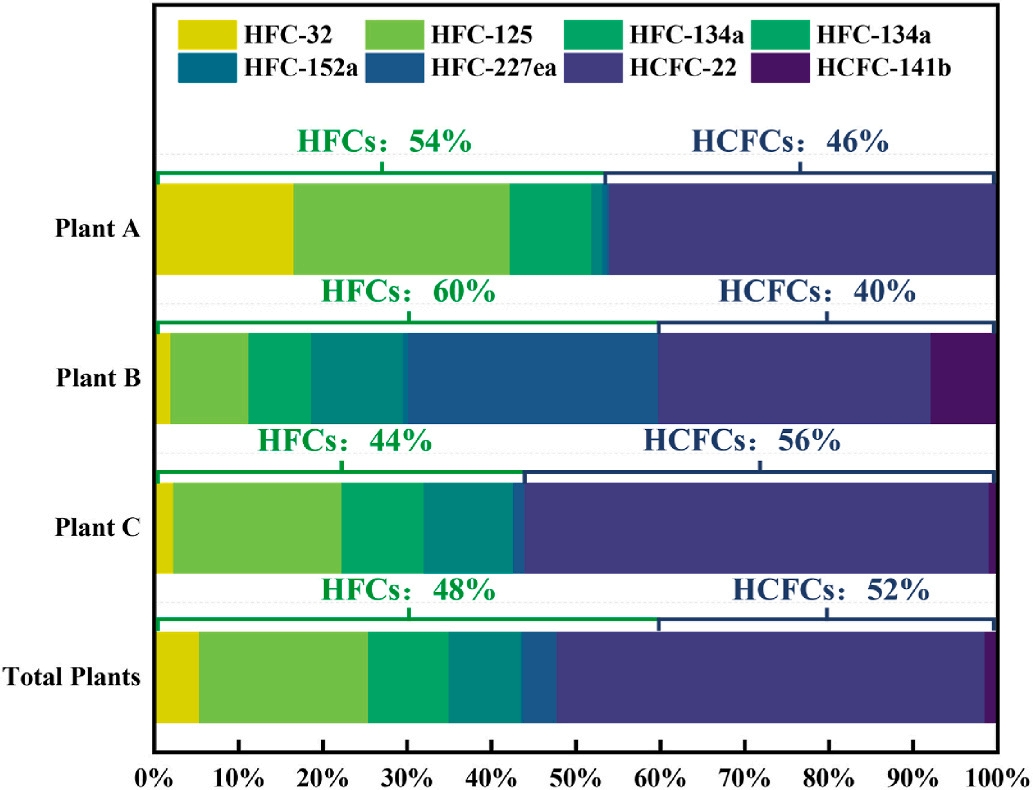 HFC-32 HFC-125 HFC-134a HFC-134a
HFC-152a HFC-227ea HCFC-22 HCFC-141b
HFCs：54% HCFCs：46%
Plant A
HFCs：60% HCFCs：40%
Plant B
HFCs：44% HCFCs：56%
Plant C
HFCs：48% HCFCs：52%
Total Plants
0% 10% 20% 30% 40% 50% 60% 70% 80% 90% 100%